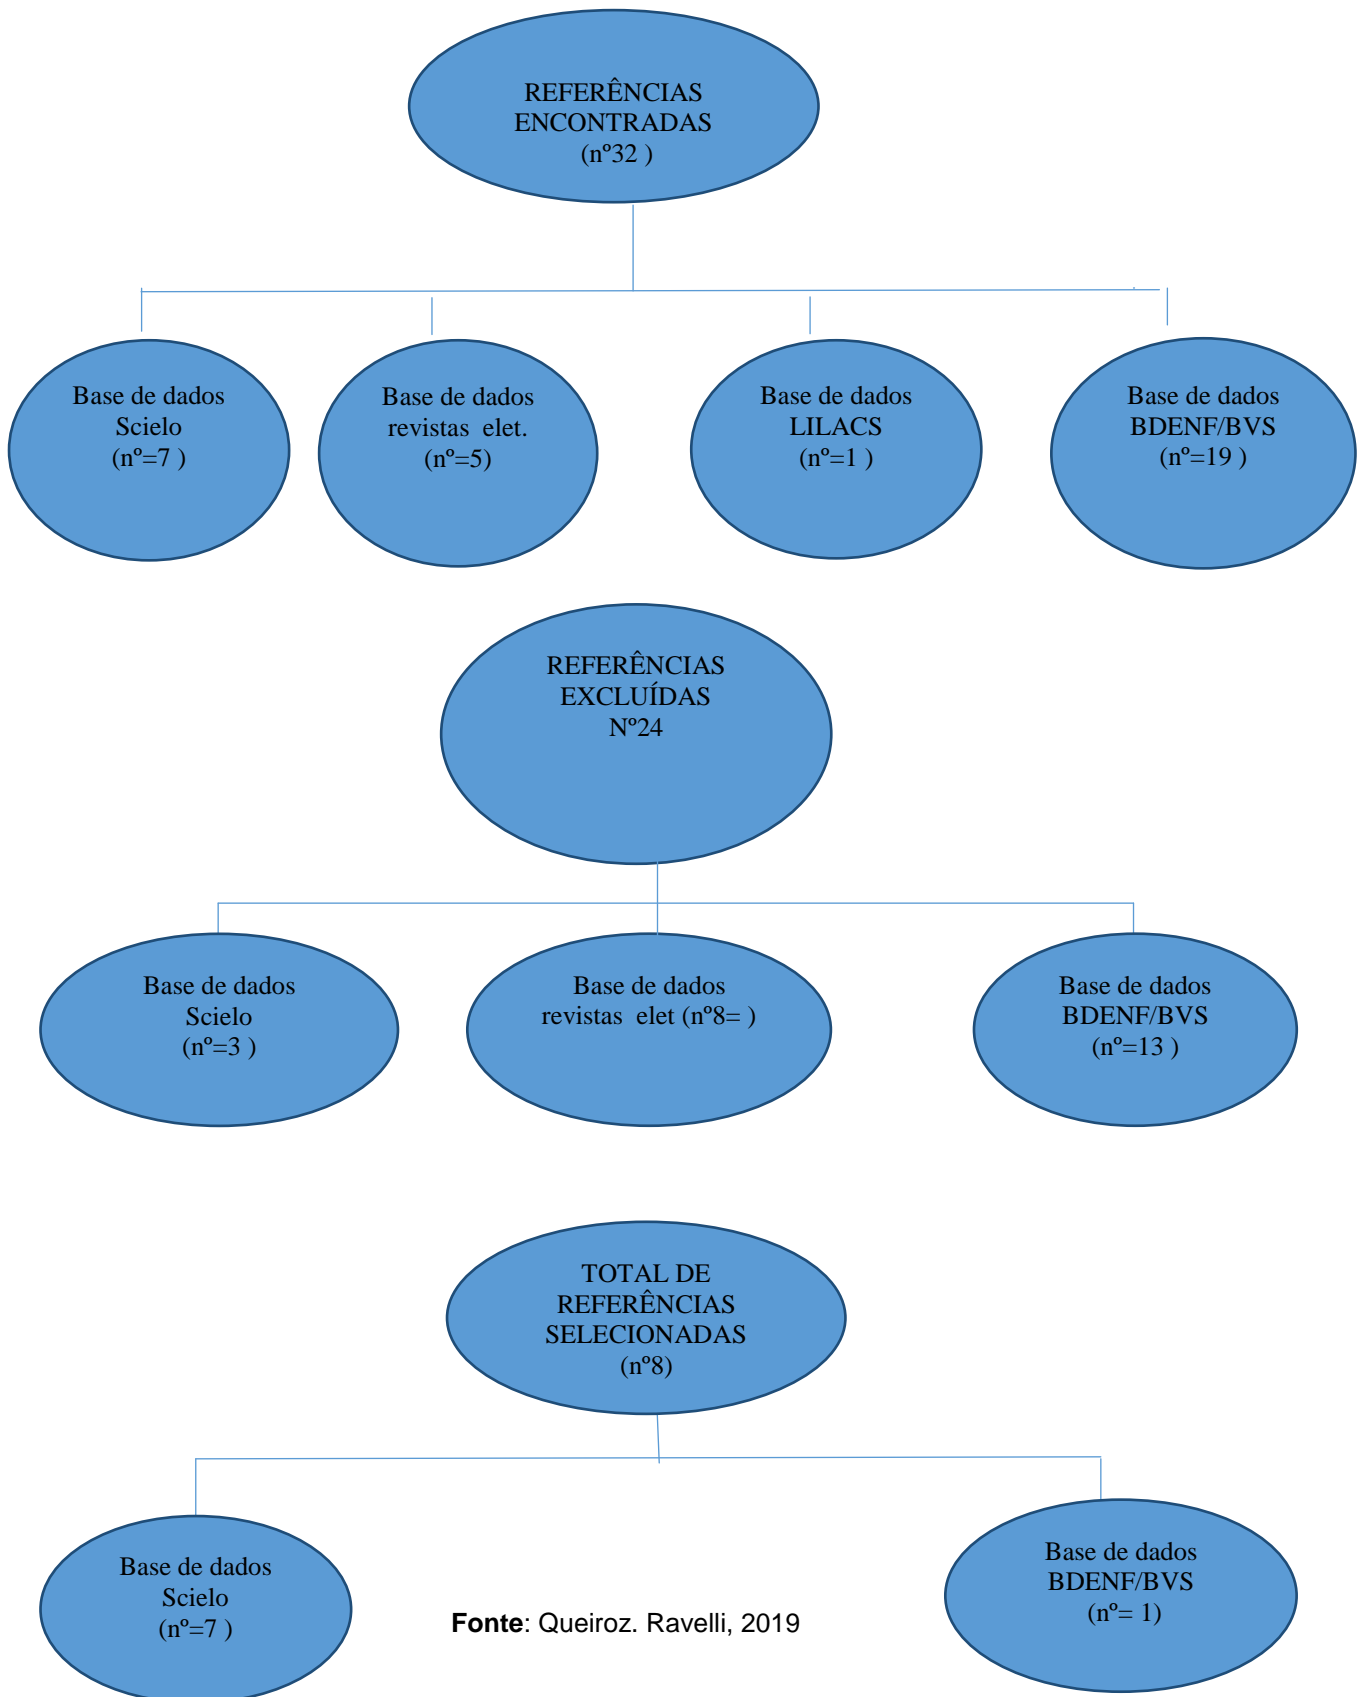 REFERÊNCIAS
ENCONTRADAS
(nº32 )
Base de dados
Scielo
(nº=7 )
Base de dados
revistas  elet.
(nº=5)
Base de dados
LILACS
(nº=1 )
Base de dados
BDENF/BVS
(nº=19 )
REFERÊNCIAS
EXCLUÍDAS
Nº24
Base de dados
Scielo
(nº=3 )
Base de dados
revistas  elet (nº8= )
Base de dados
BDENF/BVS
(nº=13 )
TOTAL DE
REFERÊNCIAS
SELECIONADAS
(nº8)
Base de dados
Scielo
(nº=7 )
Base de dados
BDENF/BVS
(nº= 1)
Fonte: Queiroz. Ravelli, 2019